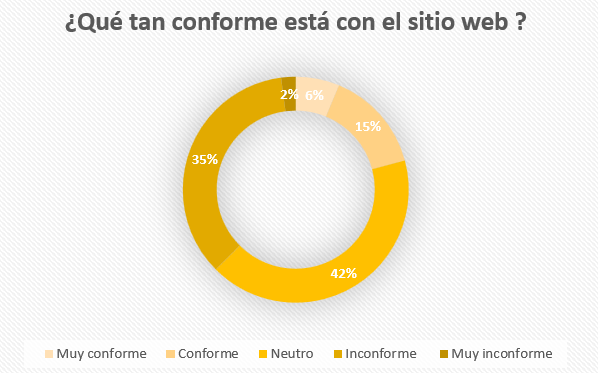 ¿Qué tan conforme está con el sitio web ?
2%
6%
15%
35%
42%
Muy conforme
Conforme
Neutro
Inconforme
Muy inconforme